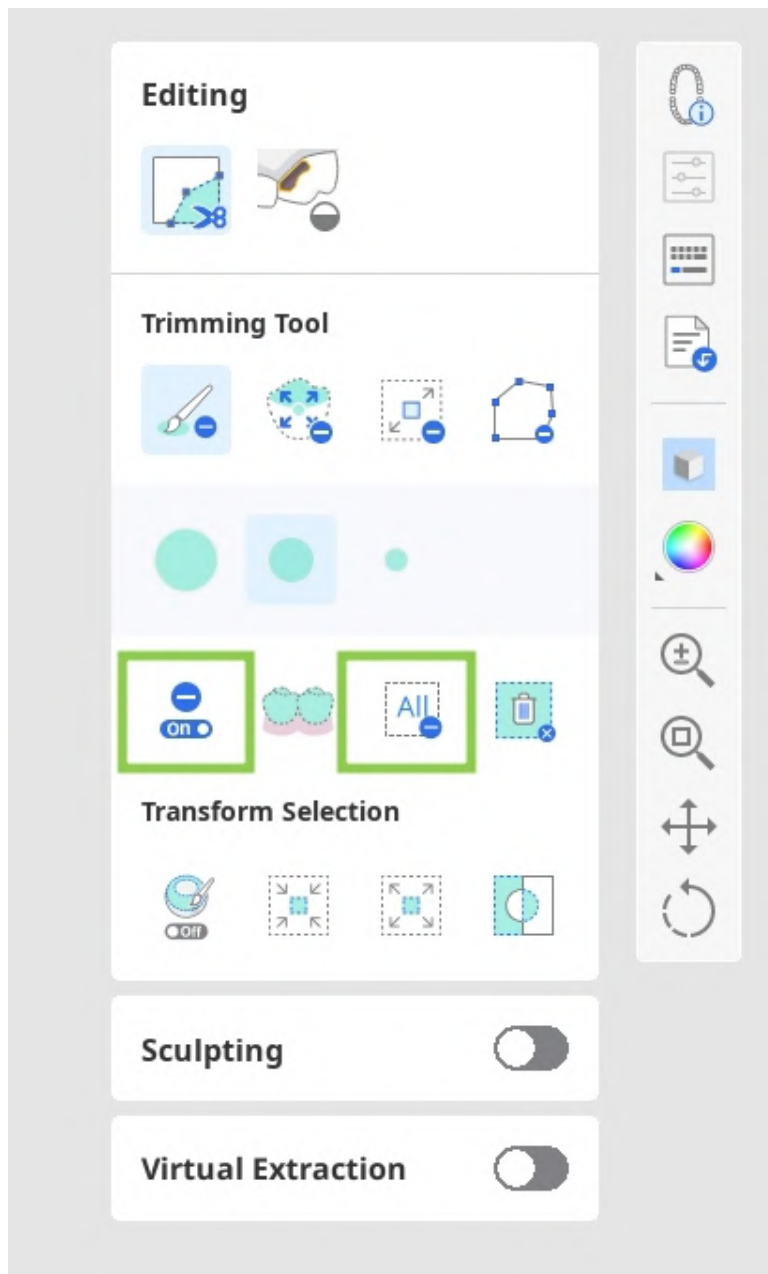 Editing
Trimming Tool
On
All
Transform Selection
Off
Sculpting
Virtual Extraction